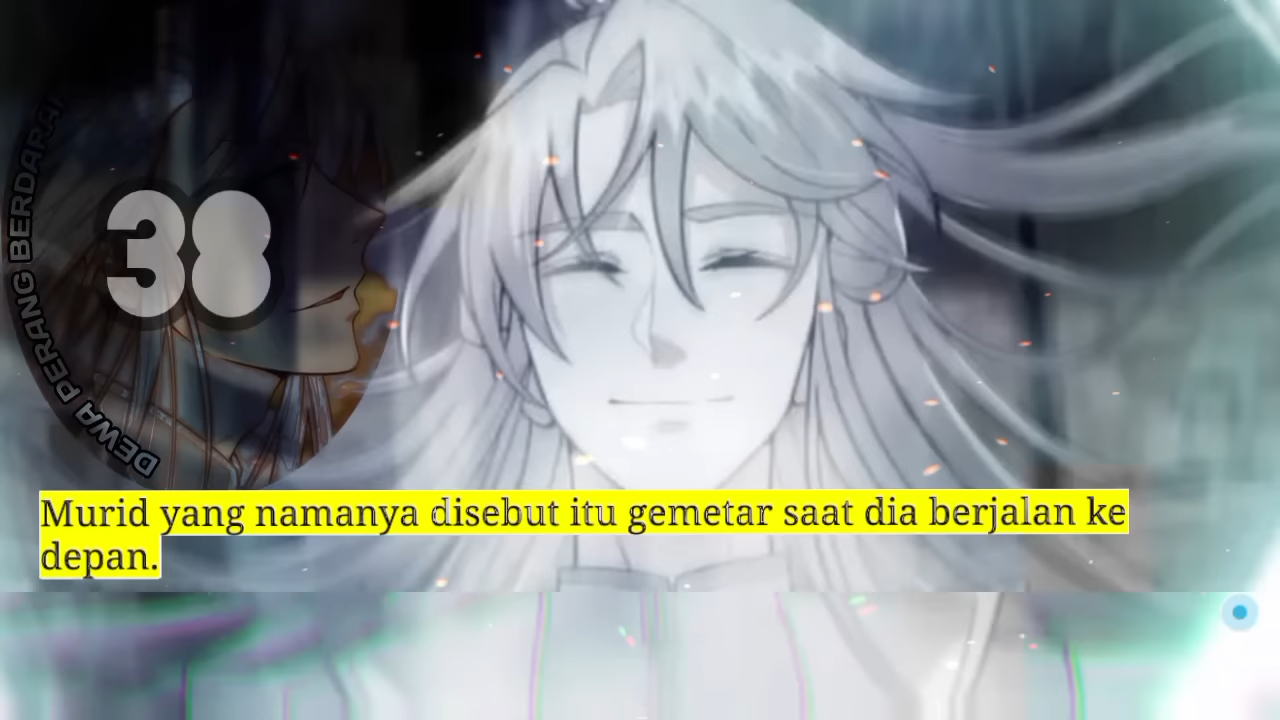 DEWA PERANG BERDARAH
38
Murid yang namanya disebut itu gemetar saat dia berjalan ke
depan.